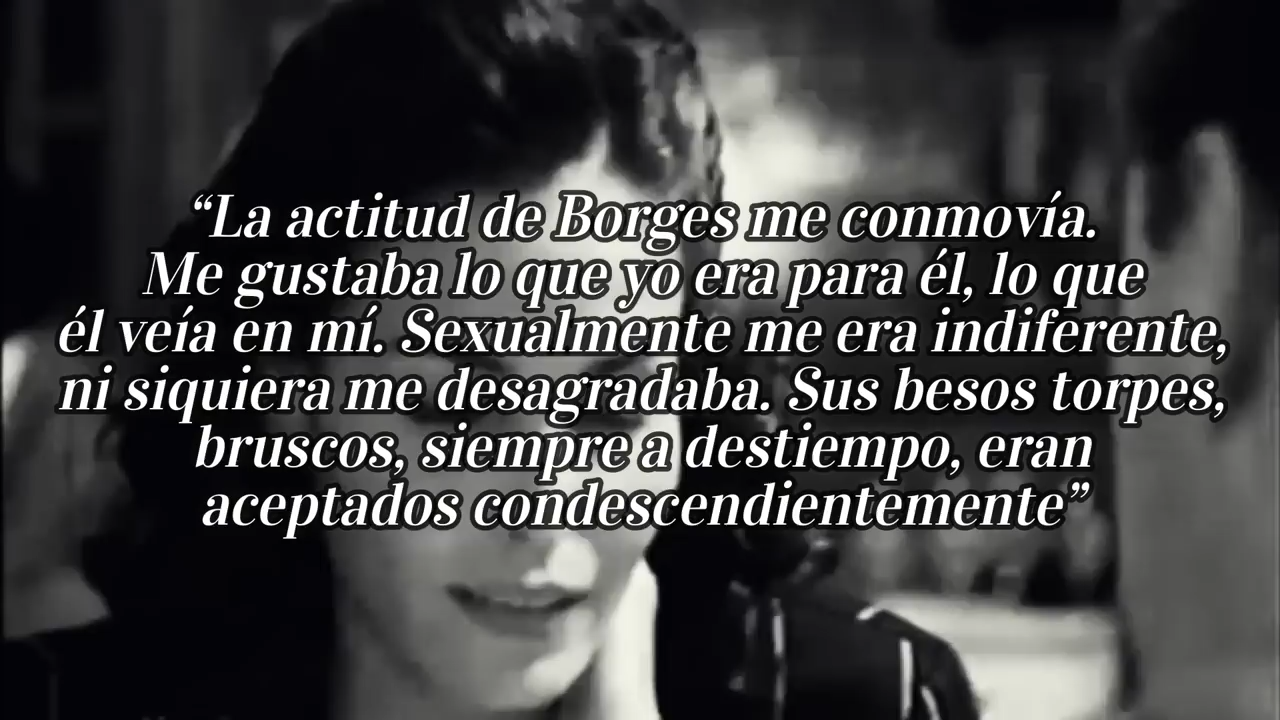 “La actitud de Borges me conmovía.
Me gustaba lo que yo era para él, lo que
él veía en mí. Sexualmente me era indiferente,
ni siquiera me desagradaba. Sus besos torpes,
bruscos, siempre a destiempo, eran
aceptados condescendientemente”